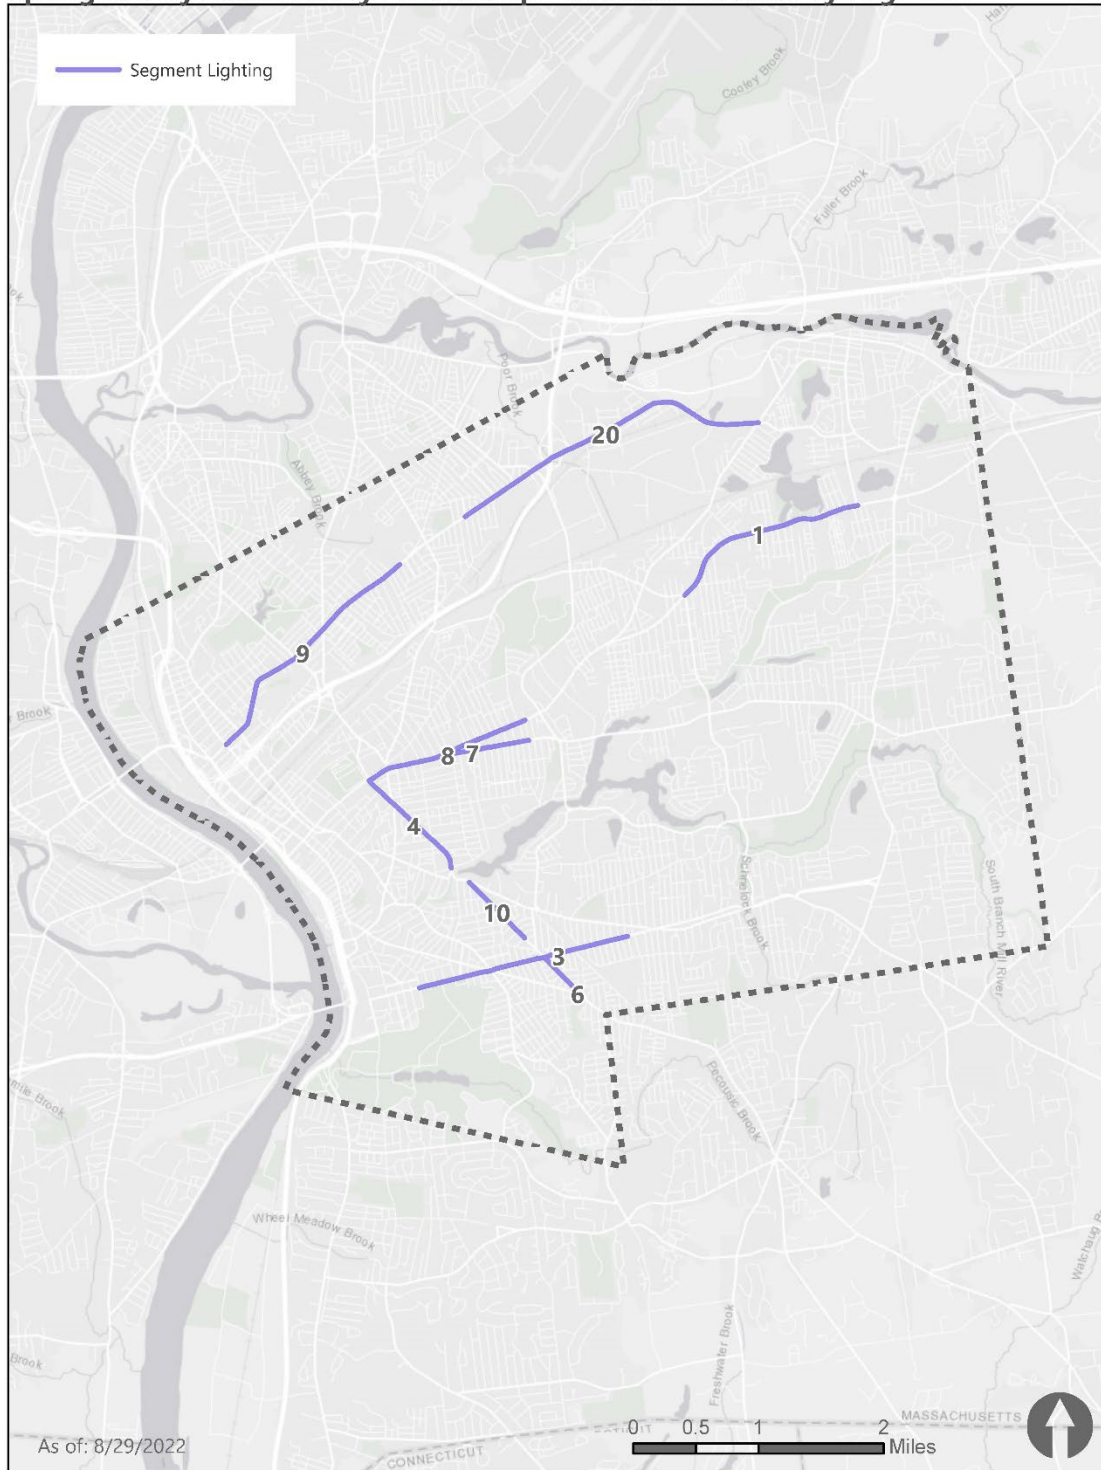 Segment Lighting
Cooley Brook
Fuller Brook
Poor Brook
20
Abbey Brook
1
9
8
7
4
Brook
10
Schneelock Brook
South Branch Mill River
3
6
Pecousic Brook
Wheel Meadow Brook
Freshwater Brook
Brook
0 0.5 1 2
Miles
MASSACHUSETTS
CONNECTICUT
As of: 8/29/2022